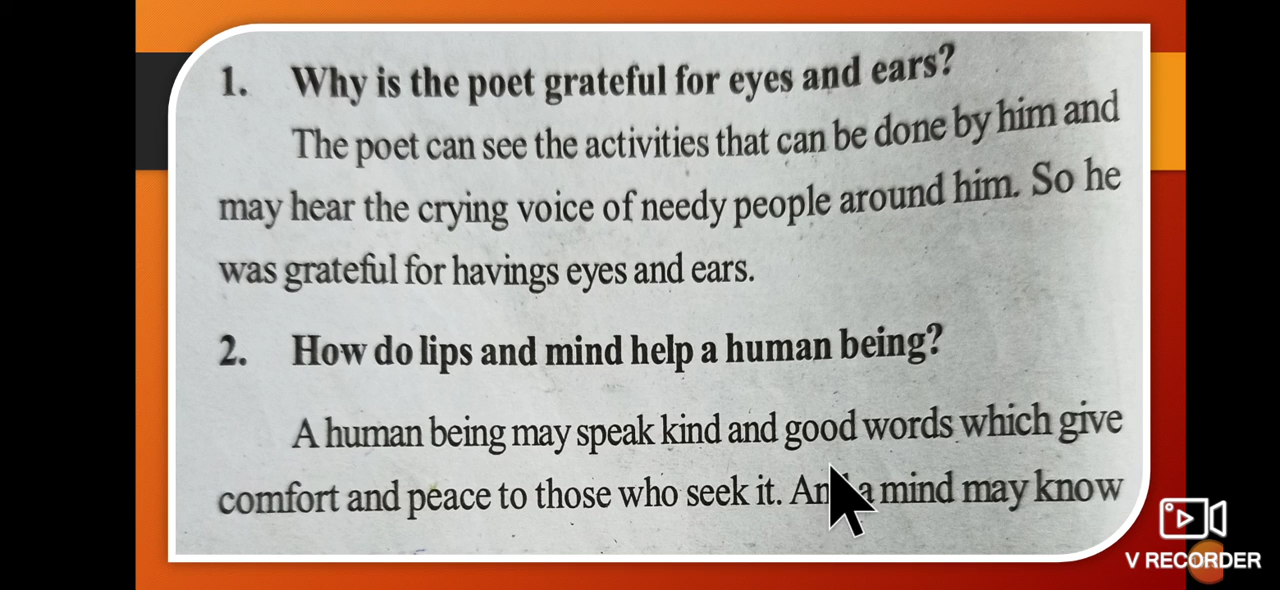 1. Why is the poet grateful for eyes and ears?
The poet can see the activities that can be done by him and
may hear the crying voice of needy people around him. So he
was grateful for havings eyes and ears.
2. How do lips and mind help a human being?
A human being may speak kind and good words which give
comfort and peace to those who seek it. And a mind may know
V RECORDER